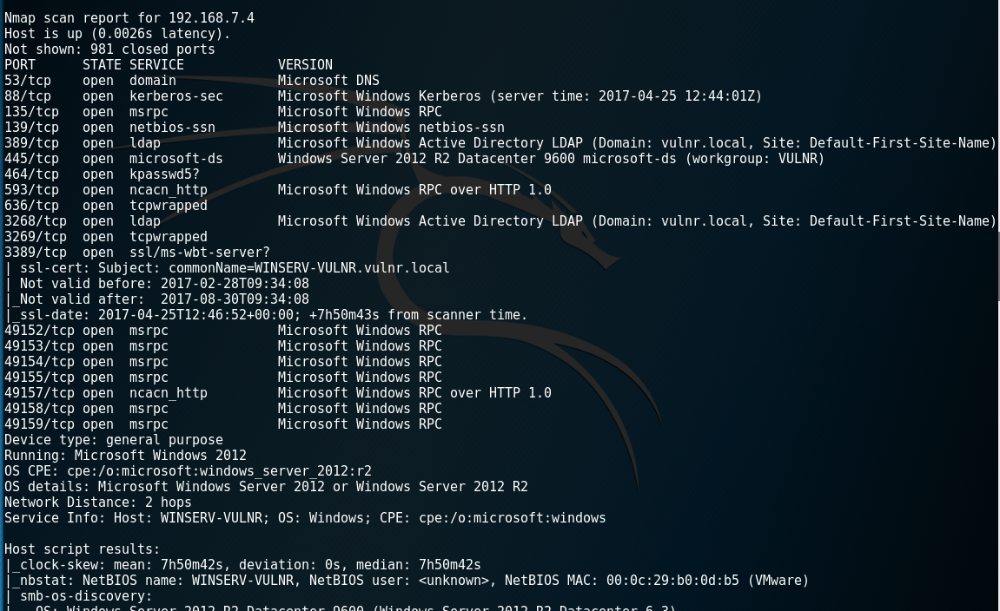 Nmap scan report for 192.168.7.4
Host is up (0.0026s latency).
Not shown: 981 closed ports
PORT      STATE SERVICE            VERSION
53/tcp    open  domain             Microsoft DNS
88/tcp    open  kerberos-sec       Microsoft Windows Kerberos (server time: 2017-04-25 12:44:01Z)
135/tcp   open  msrpc              Microsoft Windows RPC
139/tcp   open  netbios-ssn        Microsoft Windows netbios-ssn
389/tcp   open  ldap               Microsoft Windows Active Directory LDAP (Domain: vulnr.local, Site: Default-First-Site-Name)
445/tcp   open  microsoft-ds       Windows Server 2012 R2 Datacenter 9600 microsoft-ds (workgroup: VULNR)
464/tcp   open  kpasswd5?
593/tcp   open  ncacn_http         Microsoft Windows RPC over HTTP 1.0
636/tcp   open  tcpwrapped
3268/tcp  open  ldap               Microsoft Windows Active Directory LDAP (Domain: vulnr.local, Site: Default-First-Site-Name)
3269/tcp  open  tcpwrapped
3389/tcp  open  ssl/ms-wbt-server?
| ssl-cert: Subject: commonName=WINSERV-VULNR.vulnr.local
| Not valid before: 2017-02-28T09:34:08
|_Not valid after:  2017-08-30T09:34:08
|_ssl-date: 2017-04-25T12:46:52+00:00; +7h50m43s from scanner time.
49152/tcp open  msrpc              Microsoft Windows RPC
49153/tcp open  msrpc              Microsoft Windows RPC
49154/tcp open  msrpc              Microsoft Windows RPC
49155/tcp open  msrpc              Microsoft Windows RPC
49157/tcp open  ncacn_http         Microsoft Windows RPC over HTTP 1.0
49158/tcp open  msrpc              Microsoft Windows RPC
49159/tcp open  msrpc              Microsoft Windows RPC
Device type: general purpose
Running: Microsoft Windows 2012
OS CPE: cpe:/o:microsoft:windows_server_2012:r2
OS details: Microsoft Windows Server 2012 or Windows Server 2012 R2
Network Distance: 2 hops
Service Info: Host: WINSERV-VULNR; OS: Windows; CPE: cpe:/o:microsoft:windows

Host script results:
|_clock-skew: mean: 7h50m42s, deviation: 0s, median: 7h50m42s
|_nbstat: NetBIOS name: WINSERV-VULNR, NetBIOS user: <unknown>, NetBIOS MAC: 00:0c:29:b0:0d:b5 (VMware)
| smb-os-discovery:
|   OS: Windows Server 2012 R2 Datacenter 9600 (Windows Server 2012 R2 Datacenter 6.3)